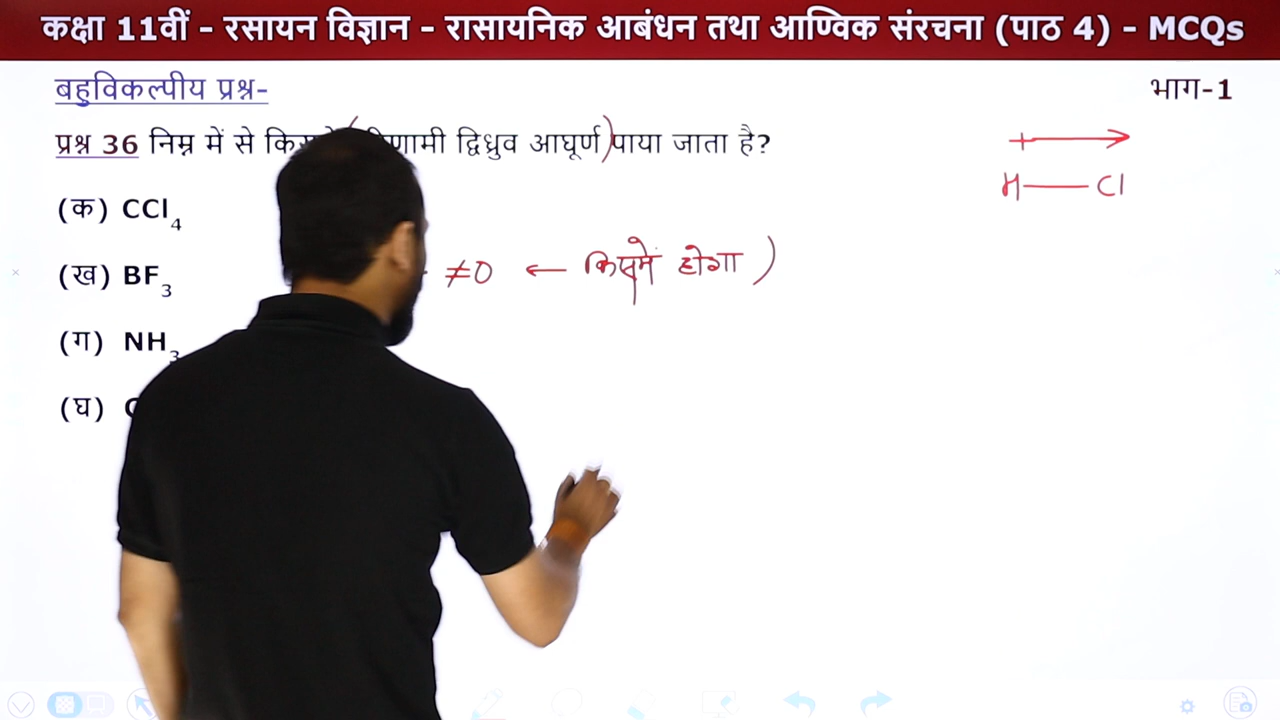 कक्षा 11वीं - रसायन विज्ञान - रासायनिक आबंधन तथा आण्विक संरचना (पाठ 4) - MCQs
बहुविकल्पीय प्रश्न- भाग-1
प्रश्न 36 निम्न में से द्विध्रुव आघूर्ण) पाया जाता है?
H — Cl
(क) CCl₄
(ख) BF₃ ≠0 ← किसमें होगा )
(ग) NH₃
(घ)